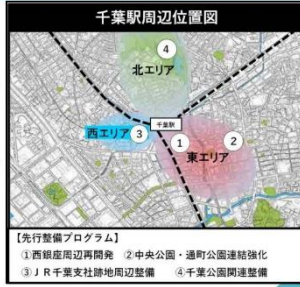 千葉駅周辺位置図
④
北エリア
千葉駅
西エリア ③
① ②
東エリア
【先行整備プログラム】
①西銀座周辺再開発 ②中央公園・通町公園連結強化
③JR千葉支社跡地周辺整備 ④千葉公園関連整備